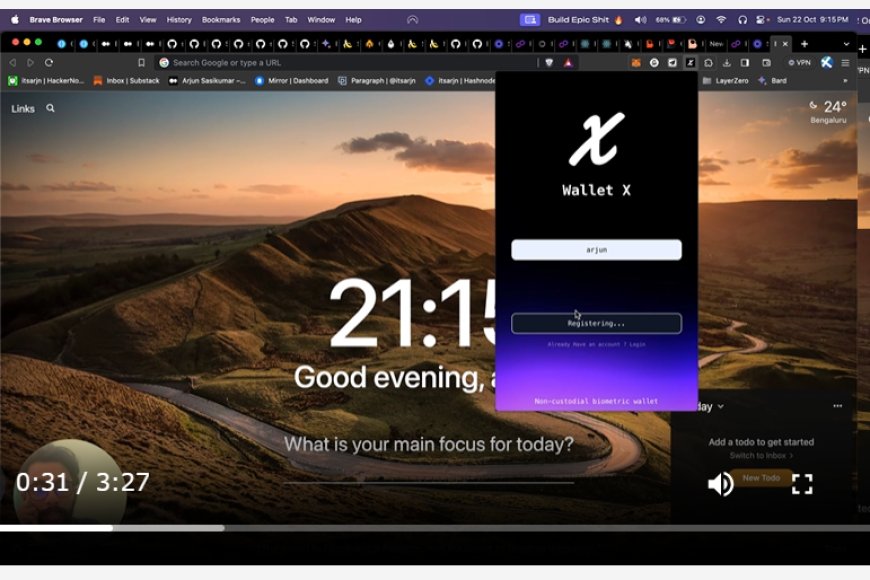 Brave Browser File Edit View History Bookmarks People Tab Window Help Build Epic Shit 🔥 68% Sun 22 Oct 9:15 PM
New
Search Google or type a URL VPN
itsarjn | HackerNo... Inbox | Substack Arjun Sasikumar –... Mirror | Dashboard Paragraph | @itsarjn itsarjn | Hashnode LayerZero Bard »
Links 24°
Bengaluru
x
Wallet X
arjun
Registering...
Already Have an account ? Login
Non-custodial biometric wallet
21:15
Good evening, a
What is your main focus for today?
day
Add a todo to get started
Switch to Inbox >
New Todo
0:31 / 3:27